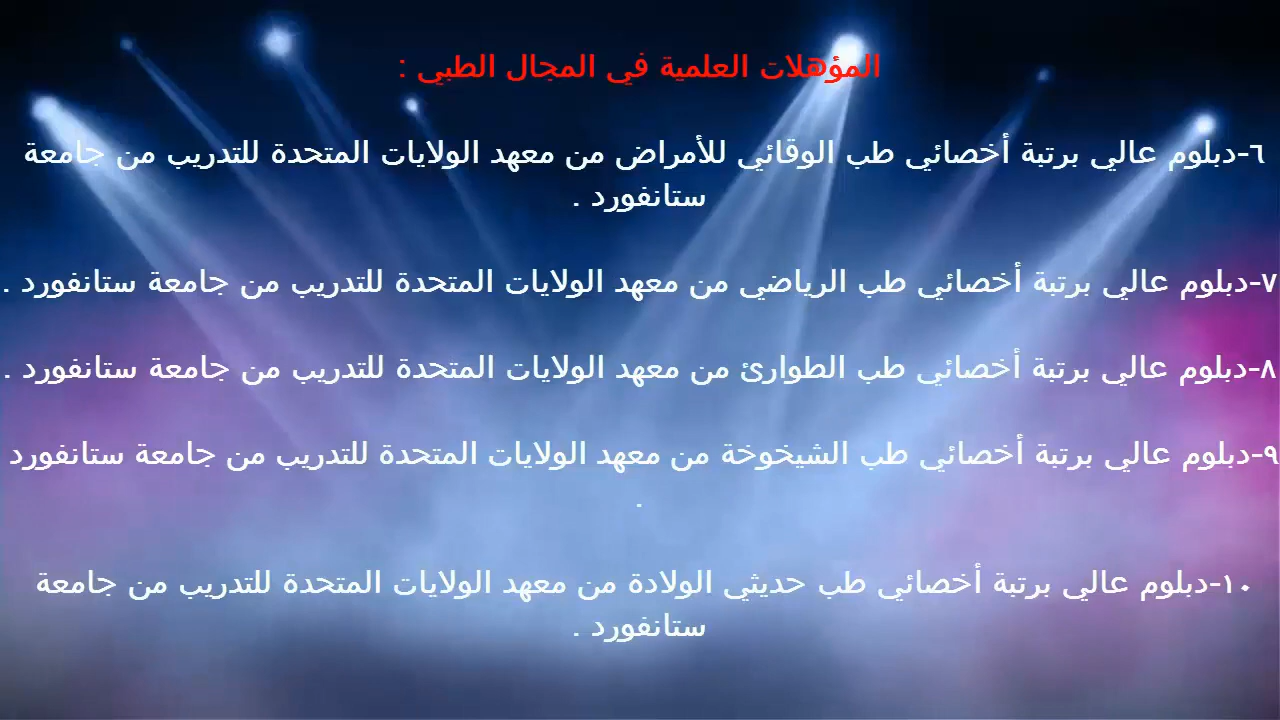 المؤهلات العلمية في المجال الطبي :
٦-دبلوم عالي برتبة أخصائي طب الوقائي للأمراض من معهد الولايات المتحدة للتدريب من جامعة
ستانفورد .
٧-دبلوم عالي برتبة أخصائي طب الرياضي من معهد الولايات المتحدة للتدريب من جامعة ستانفورد .
٨-دبلوم عالي برتبة أخصائي طب الطوارئ من معهد الولايات المتحدة للتدريب من جامعة ستانفورد .
٩-دبلوم عالي برتبة أخصائي طب الشيخوخة من معهد الولايات المتحدة للتدريب من جامعة ستانفورد
.
١٠-دبلوم عالي برتبة أخصائي طب حديثي الولادة من معهد الولايات المتحدة للتدريب من جامعة
ستانفورد .